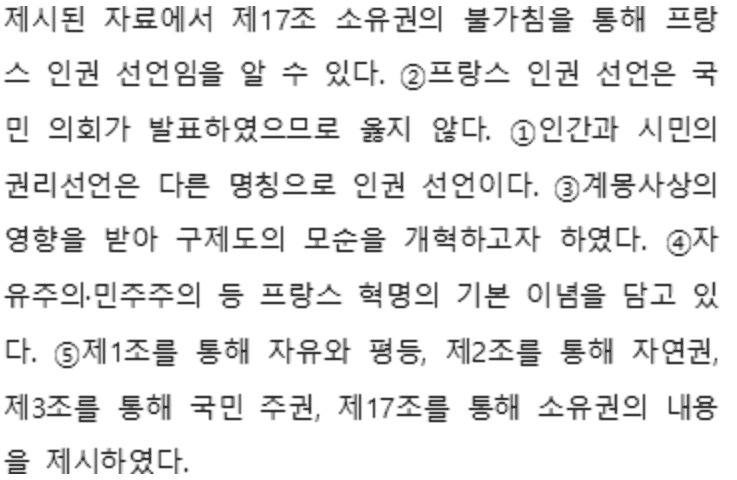 제시된 자료에서 제17조 소유권의 불가침을 통해 프랑
스 인권 선언임을 알 수 있다. ②프랑스 인권 선언은 국
민 의회가 발표하였으므로 옳지 않다. ①인간과 시민의
권리선언은 다른 명칭으로 인권 선언이다. ③계몽사상의
영향을 받아 구제도의 모순을 개혁하고자 하였다. ④자
유주의·민주주의 등 프랑스 혁명의 기본 이념을 담고 있
다. ⑤제1조를 통해 자유와 평등, 제2조를 통해 자연권,
제3조를 통해 국민 주권, 제17조를 통해 소유권의 내용
을 제시하였다.